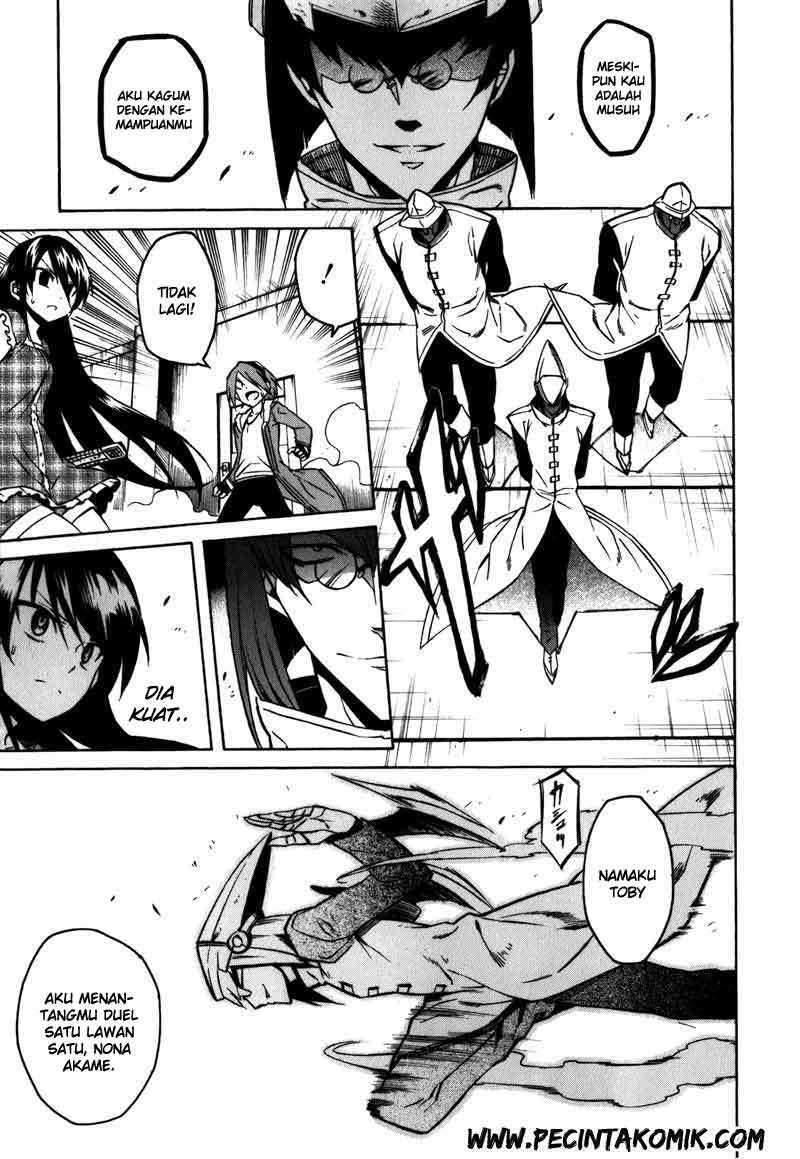 MESKI-
PUN KAU
ADALAH
MUSUH
AKU KAGUM
DENGAN KE-
MAMPUANMU
!
TIDAK
LAGI!
DIA
KUAT..
NAMAKU
TOBY
AKU MENAN-
TANGMU DUEL
SATU LAWAN
SATU, NONA
AKAME.
WWW.PECINTAKOMIK.COM